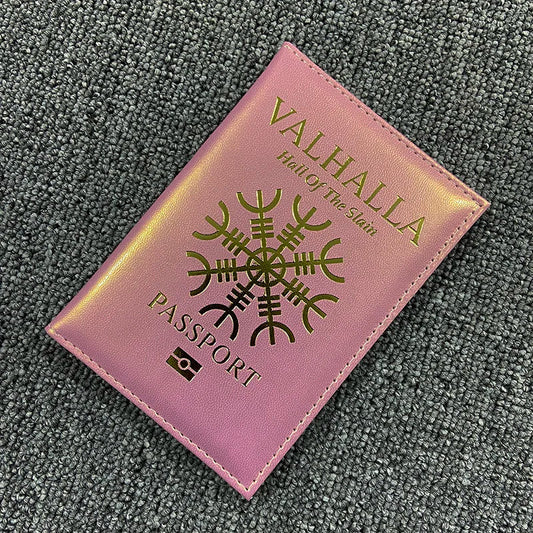 VALHALLA
Hall Of The Slain
PASSPORT